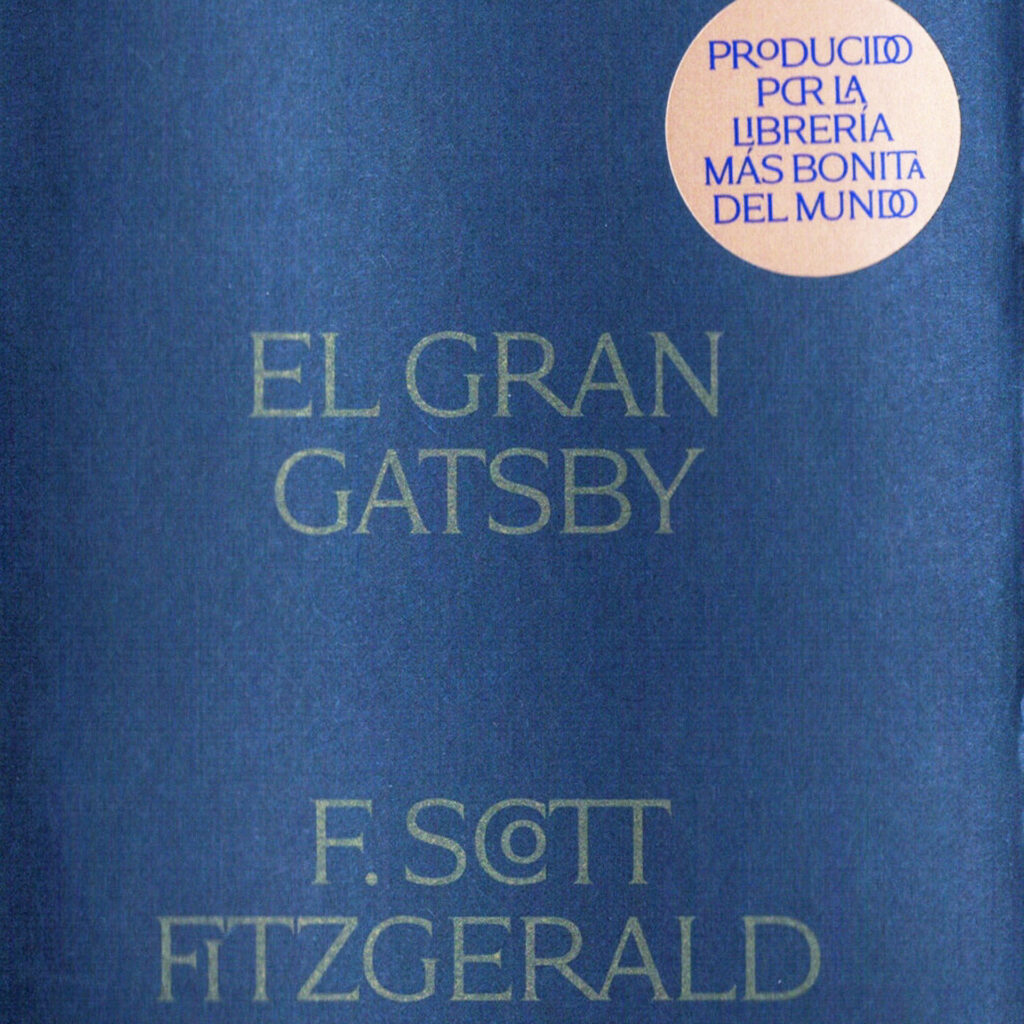 PRODUCIDO
POR LA
LIBRERÍA
MÁS BONITA
DEL MUNDO
EL GRAN
GATSBY
F. SCOTT
FITZGERALD